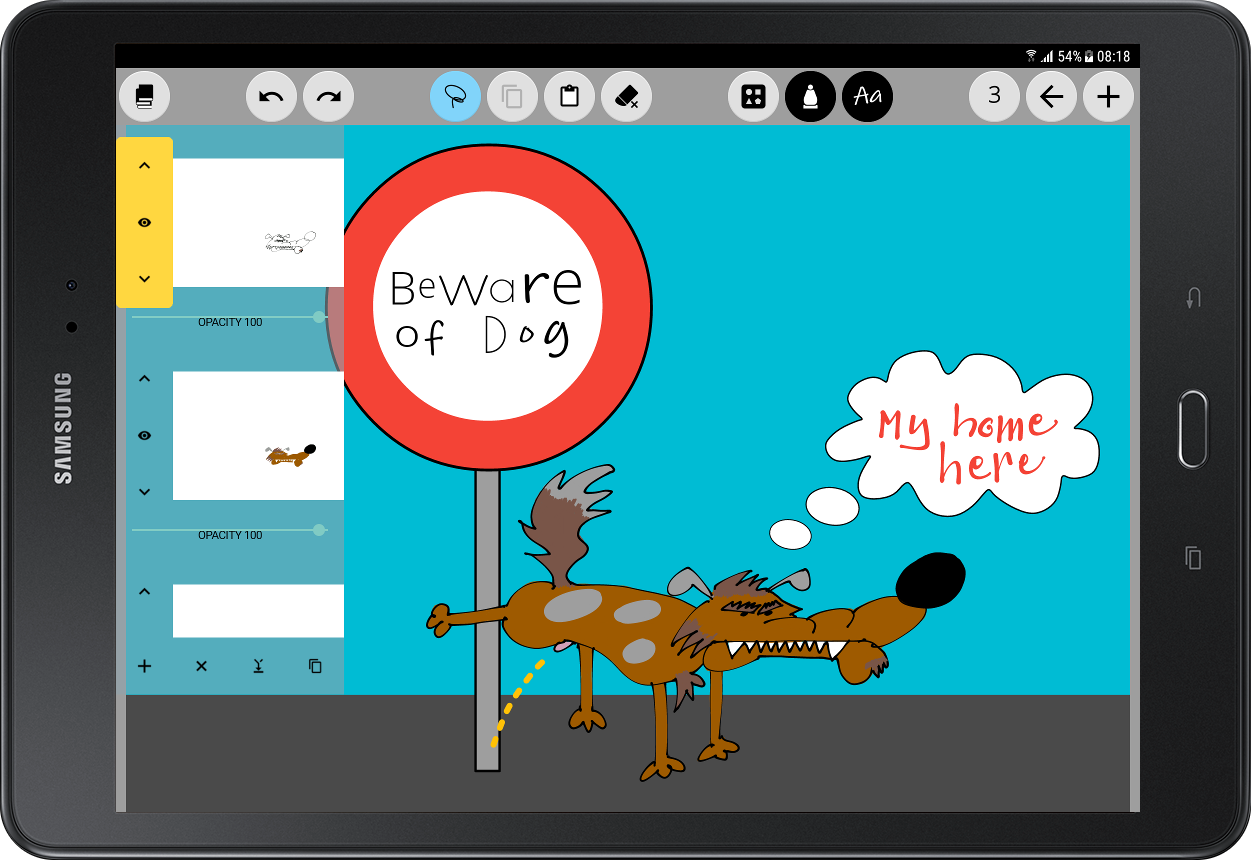 54% 08:18
Aa
3
OPACITY 100
OPACITY 100
BeWare
of Dog
My home
here
SAMSUNG